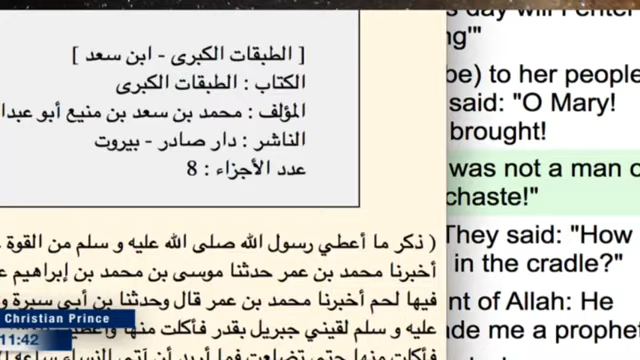 [ الطبقات الكبرى - ابن سعد ]
الكتاب : الطبقات الكبرى
المؤلف : محمد بن سعد بن منيع أبو
الناشر : دار صادر - بيروت
عدد الأجزاء : 8
( ذكر ما أعطي رسول الله صلى الله عليه و سلم من القوة
أخبرنا محمد بن عمر حدثنا موسى بن محمد بن إبراهيم
فيها لحم أخبرنا محمد بن عمر قال وحدثنا بن أبي سبرة
عليه و سلم لقيني جبريل بقدر فأكلت منها
فأكلت منها حتى تضلعت فما أريد أن آتي النساء ساعة
s day will I enter
ng'"
be) to her people
said: "O Mary!
brought!
was not a man o
chaste!"
They said: "How
in the cradle?"
nt of Allah: He
de me a prophet
Christian Prince
11:42